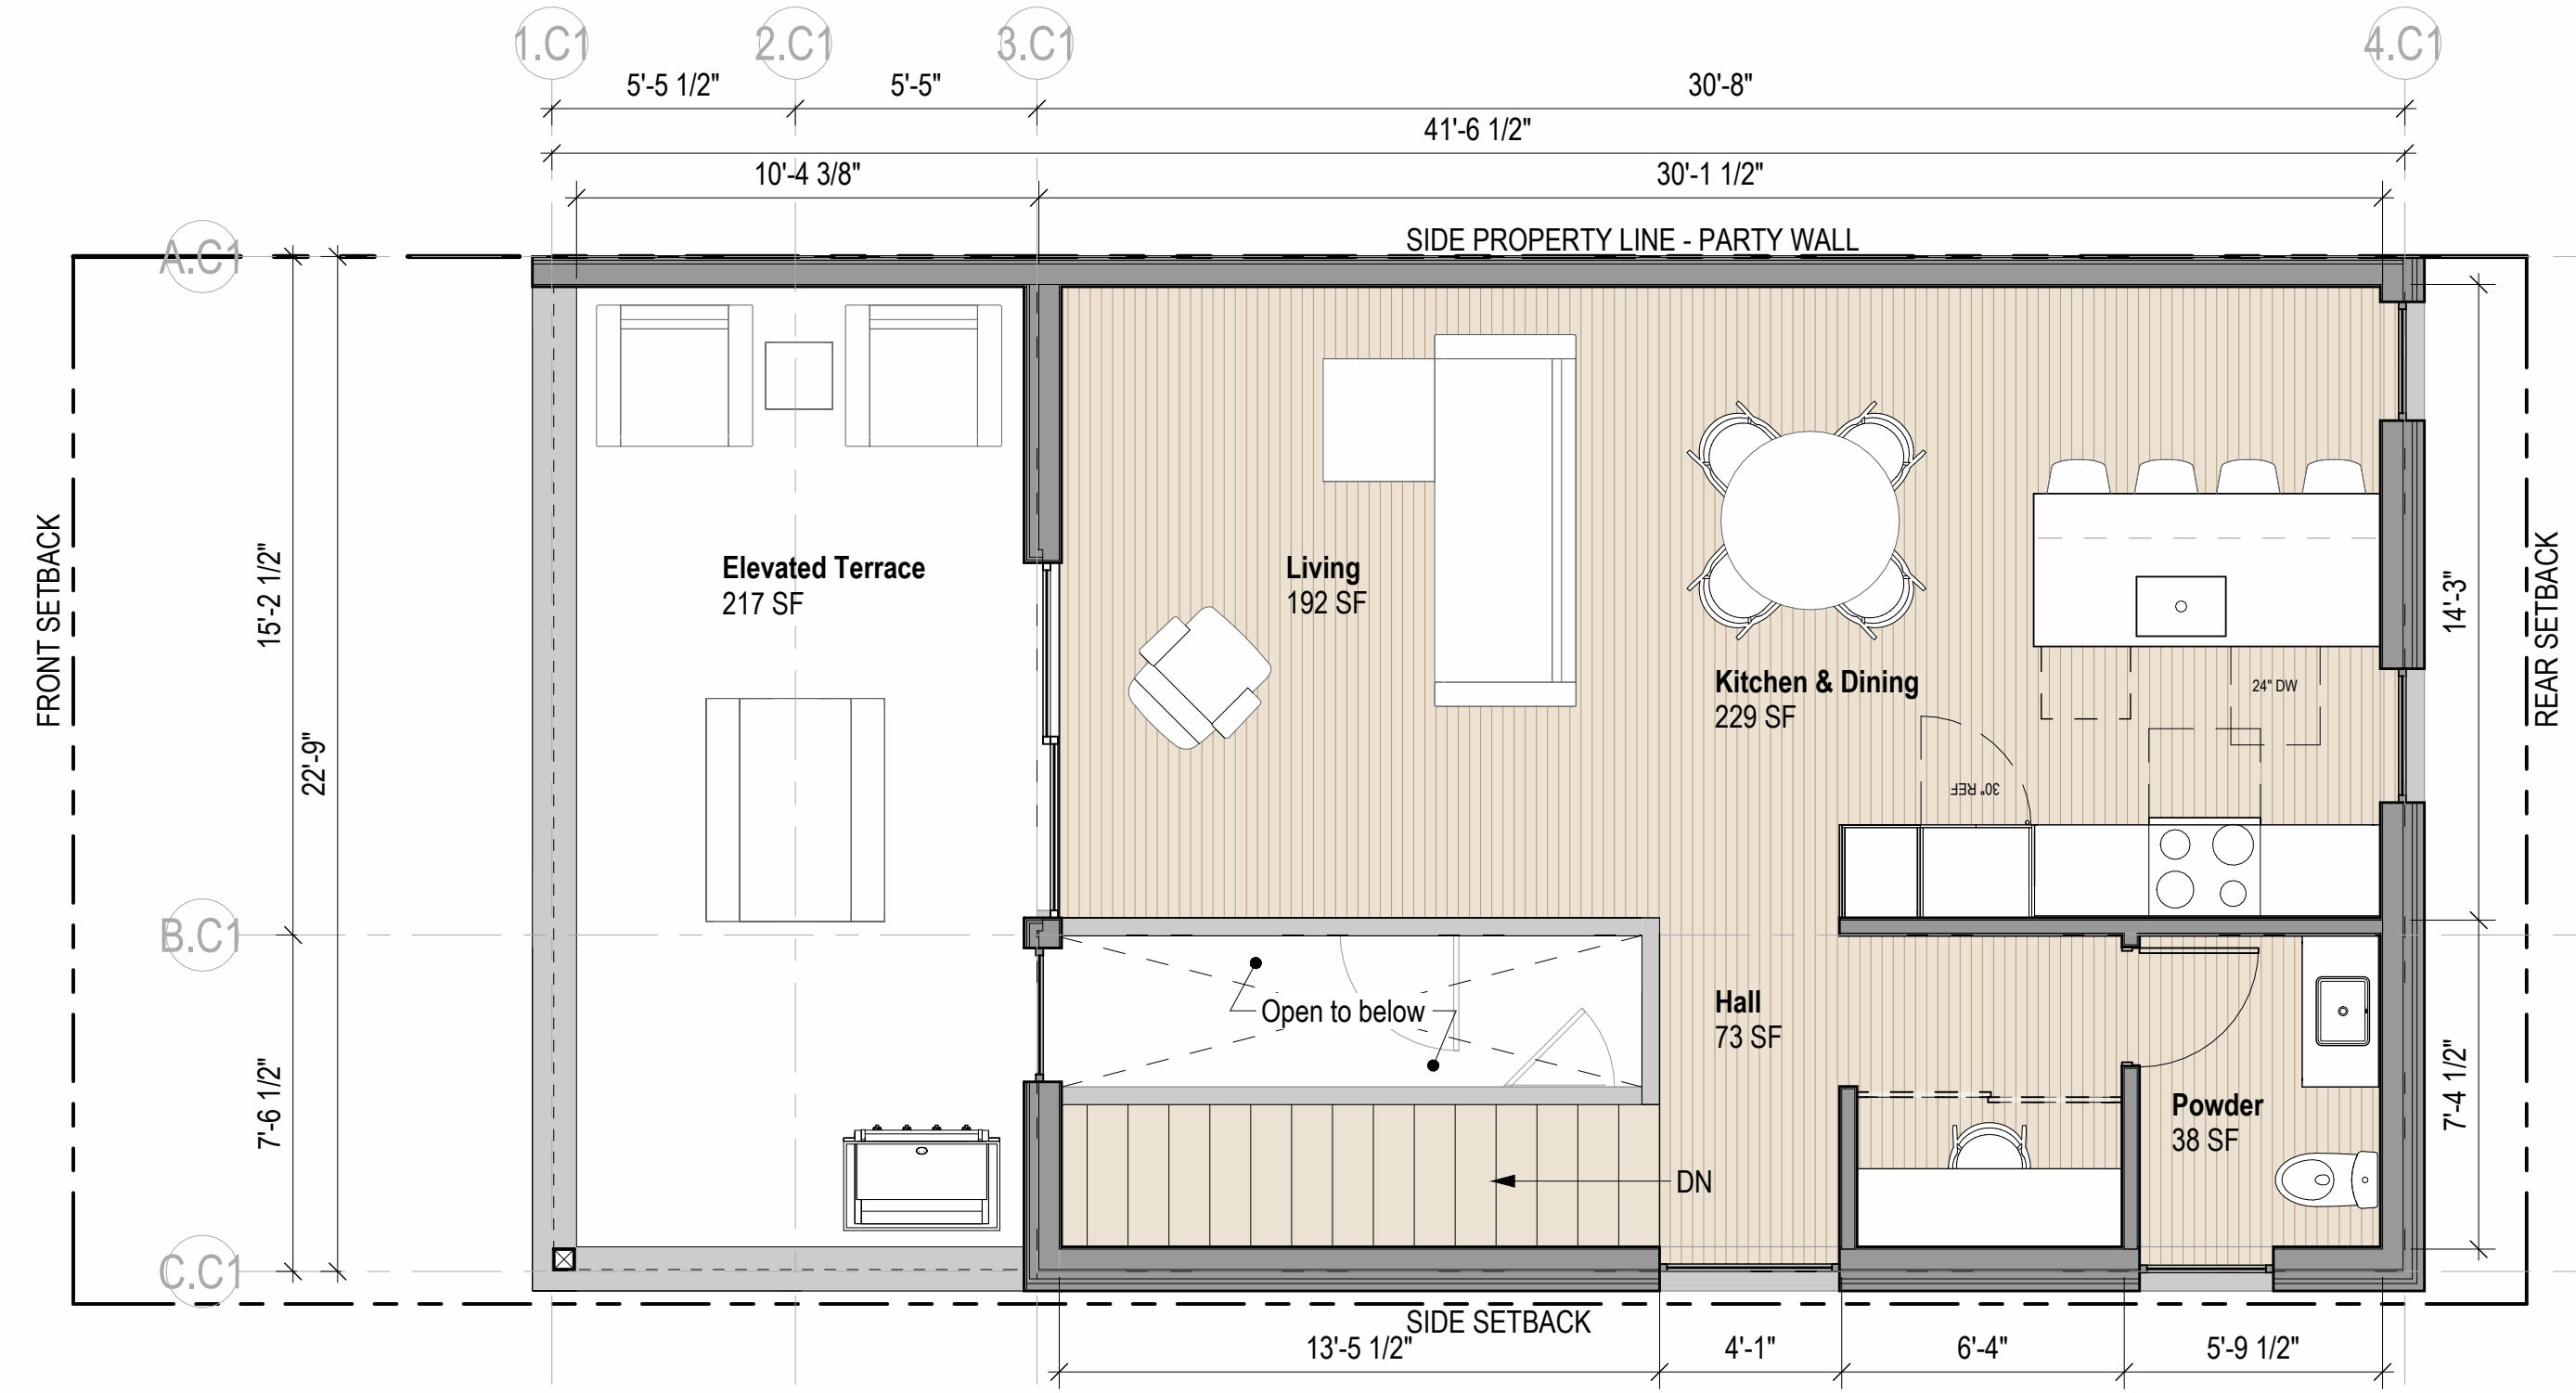 1.C1
2.C1
3.C1
4.C1
5'-5 1/2"
5'-5"
30'-8"
41'-6 1/2"
10'-4 3/8"
30'-1 1/2"
SIDE PROPERTY LINE - PARTY WALL
A.C1
FRONT SETBACK
15'-2 1/2"
22'-9"
Elevated Terrace
217 SF
Living
192 SF
Kitchen & Dining
229 SF
24" DW
30" REF
14'-3"
REAR SETBACK
B.C1
Open to below
Hall
73 SF
7'-6 1/2"
7'-4 1/2"
Powder
38 SF
DN
C.C1
SIDE SETBACK
13'-5 1/2"
4'-1"
6'-4"
5'-9 1/2"